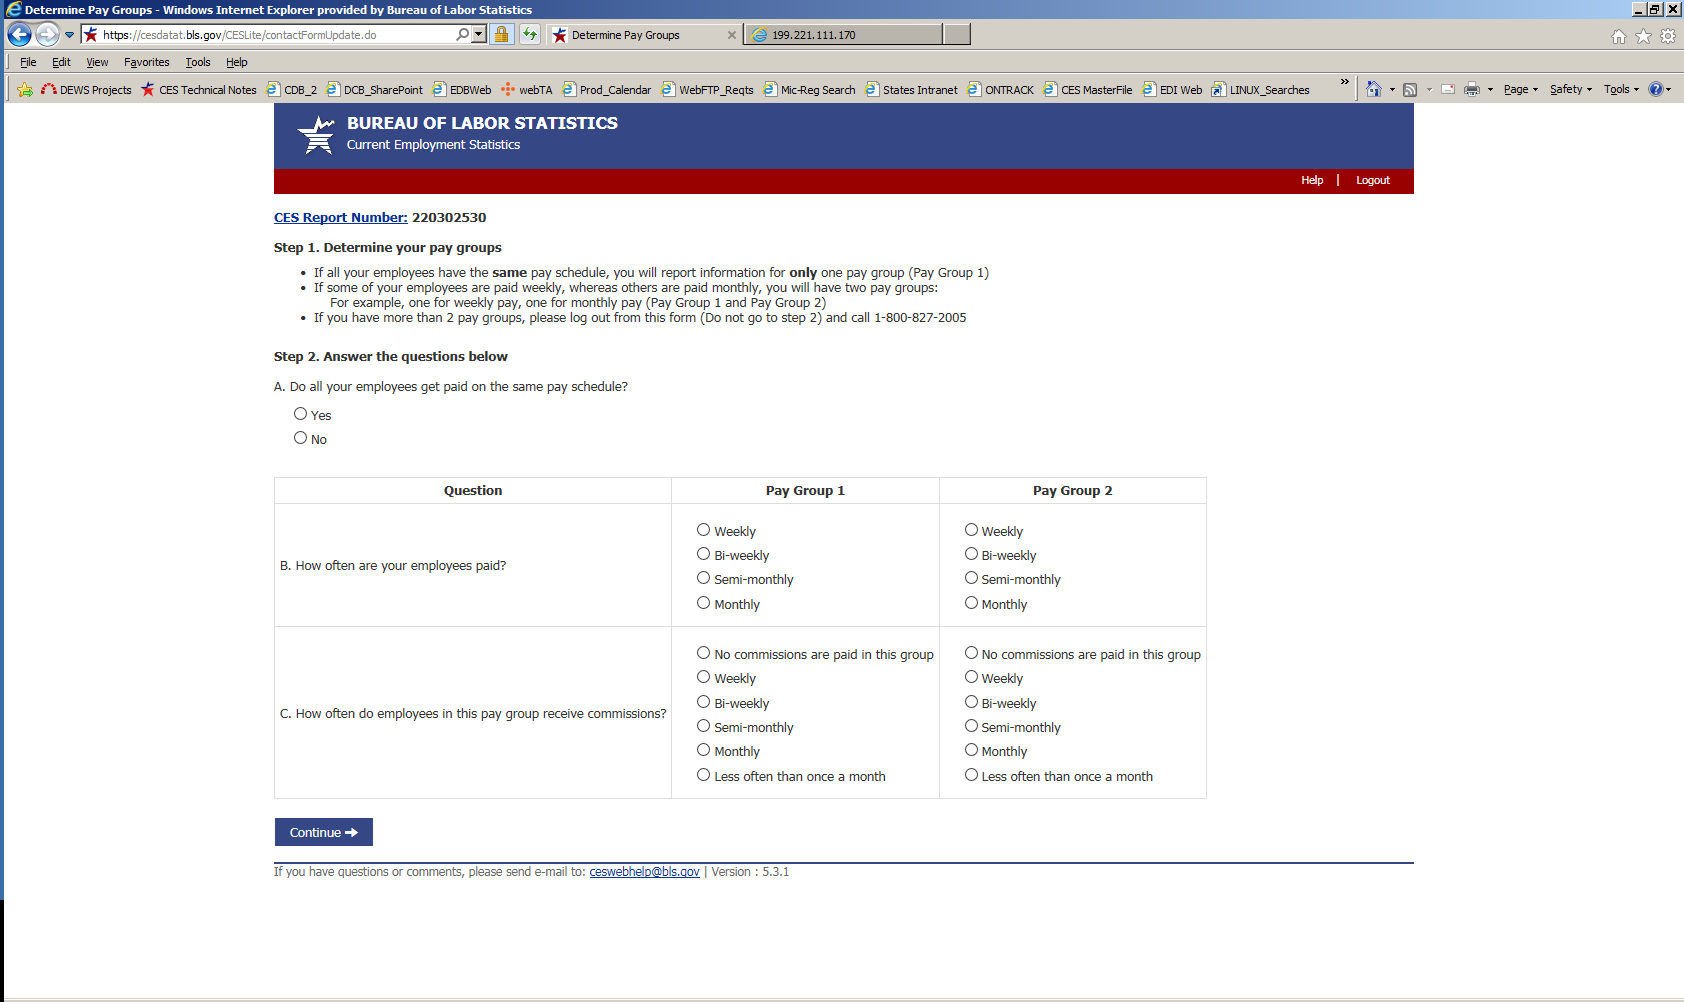 Determine Pay Groups - Windows Internet Explorer provided by Bureau of Labor Statistics
https://cesdatat.bls.gov/CESLite/contactFormUpdate.do
Determine Pay Groups
199.221.111.170
File Edit View Favorites Tools Help
DEWS Projects CES Technical Notes CDB_2 DCB_SharePoint EDBWeb webTA Prod_Calendar WebFTP_Reqts Mic-Reg Search States Intranet ONTRACK CES MasterFile EDI Web LINUX_Searches » Page Safety Tools
BUREAU OF LABOR STATISTICS
Current Employment Statistics
Help | Logout
CES Report Number: 220302530
Step 1. Determine your pay groups
• If all your employees have the same pay schedule, you will report information for only one pay group (Pay Group 1)
• If some of your employees are paid weekly, whereas others are paid monthly, you will have two pay groups:
For example, one for weekly pay, one for monthly pay (Pay Group 1 and Pay Group 2)
• If you have more than 2 pay groups, please log out from this form (Do not go to step 2) and call 1-800-827-2005
Step 2. Answer the questions below
A. Do all your employees get paid on the same pay schedule?
Yes
No
Question Pay Group 1 Pay Group 2
B. How often are your employees paid?
Weekly
Bi-weekly
Semi-monthly
Monthly
Weekly
Bi-weekly
Semi-monthly
Monthly
C. How often do employees in this pay group receive commissions?
No commissions are paid in this group
Weekly
Bi-weekly
Semi-monthly
Monthly
Less often than once a month
No commissions are paid in this group
Weekly
Bi-weekly
Semi-monthly
Monthly
Less often than once a month
Continue
If you have questions or comments, please send e-mail to: ceswebhelp@bls.gov | Version : 5.3.1